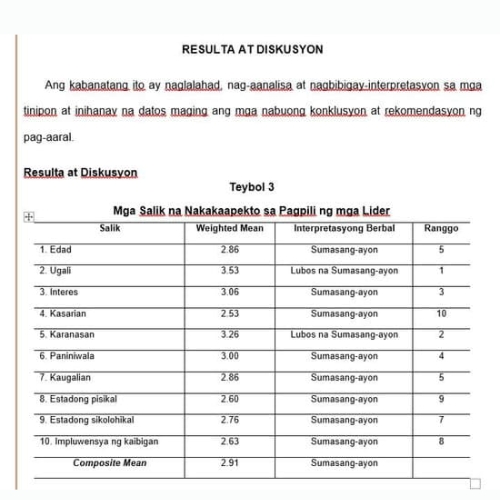 RESULTA AT DISKUSYON
Ang kabanatang ito ay naglalahad, nag-aanalisa at nagbibigay-interpretasyon sa mga
tinipon at inihanay na datos maging ang mga nabuong konklusyon at rekomendasyon ng
pag-aaral.
Resulta at Diskusyon
Teybol 3
Mga Salik na Nakakaapekto sa Pagpili ng mga Lider
Salik Weighted Mean Interpretasyong Berbal Ranggo
1. Edad 2.86 Sumasang-ayon 5
2. Ugali 3.53 Lubos na Sumasang-ayon 1
3. Interes 3.06 Sumasang-ayon 3
4. Kasarian 2.53 Sumasang-ayon 10
5. Karanasan 3.26 Lubos na Sumasang-ayon 2
6. Paniniwala 3.00 Sumasang-ayon 4
7. Kaugalian 2.86 Sumasang-ayon 5
8. Estadong pisikal 2.60 Sumasang-ayon 9
9. Estadong sikolohikal 2.76 Sumasang-ayon 7
10. Impluwensya ng kaibigan 2.63 Sumasang-ayon 8
Composite Mean 2.91 Sumasang-ayon